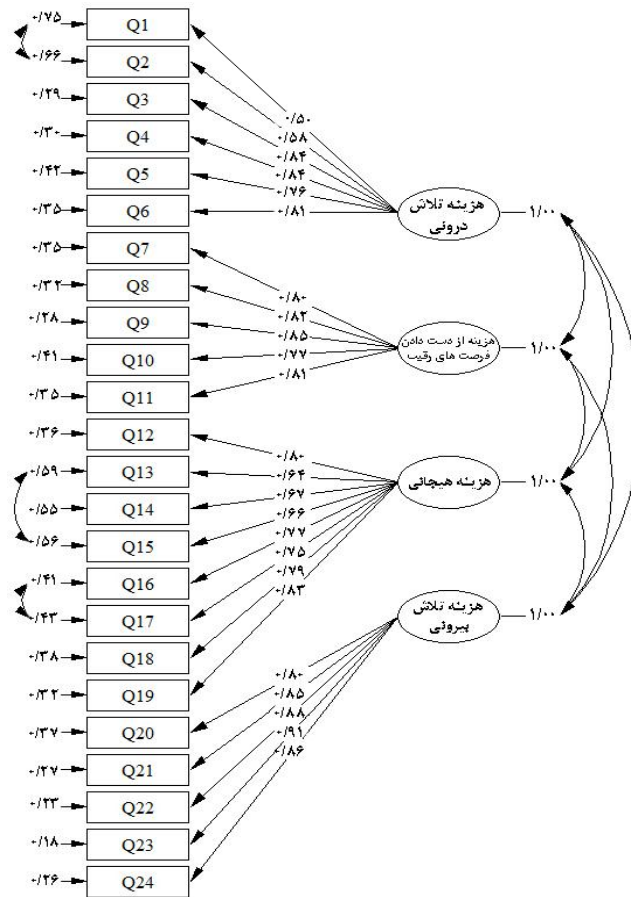 ۰/۷۵ Q1
۰/۶۶ Q2
۰/۲۹ Q3
۰/۳۰ Q4
۰/۴۲ Q5
۰/۳۵ Q6
۰/۳۵ Q7
۰/۳۲ Q8
۰/۲۸ Q9
۰/۴۱ Q10
۰/۳۵ Q11
۰/۳۶ Q12
۰/۵۹ Q13
۰/۵۵ Q14
۰/۵۶ Q15
۰/۴۱ Q16
۰/۴۳ Q17
۰/۳۸ Q18
۰/۳۲ Q19
۰/۳۷ Q20
۰/۲۷ Q21
۰/۲۳ Q22
۰/۱۸ Q23
۰/۲۶ Q24
۰/۵۰
۰/۵۸
۰/۸۴
۰/۸۴
۰/۷۶
۰/۸۱
هزینه تلاش
درونی
۱/۰۰
۰/۸۰
۰/۸۲
۰/۸۵
۰/۷۷
۰/۸۱
هزینه از دست دادن
فرصت های رقیب
۱/۰۰
۰/۸۰
۰/۶۴
۰/۶۷
۰/۶۶
۰/۷۷
۰/۷۵
۰/۷۹
۰/۸۳
هزینه هیجانی
۱/۰۰
۰/۸۰
۰/۸۵
۰/۸۸
۰/۹۱
۰/۸۶
هزینه تلاش
بیرونی
۱/۰۰